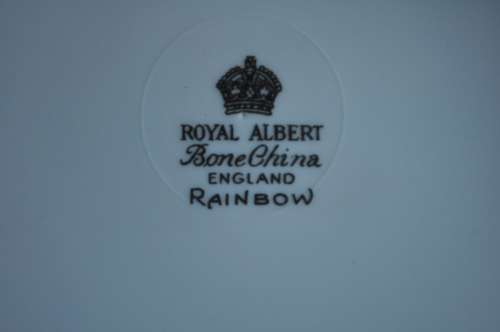 ROYAL ALBERT
Bone China
ENGLAND
RAINBOW